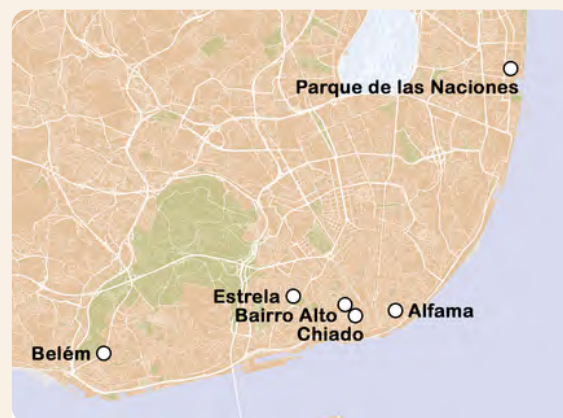 Parque de las Naciones
Estrela
Bairro Alto
Alfama
Chiado
Belém